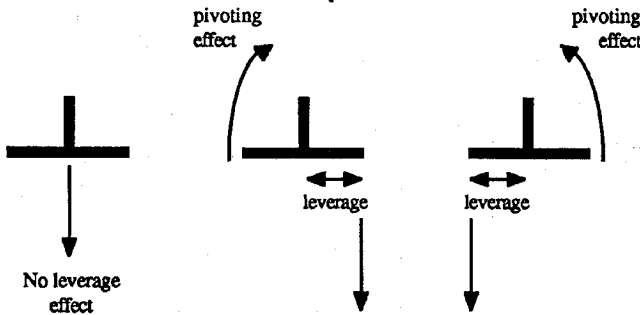 pivoting
effect
pivoting
effect
leverage
leverage
No leverage
effect